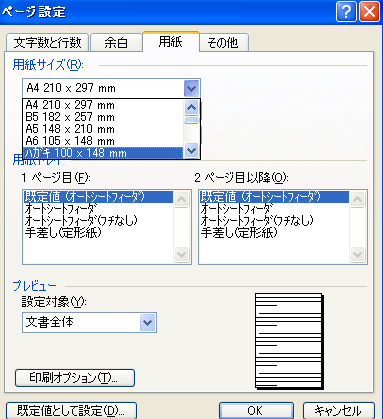 ページ設定
文字数と行数 余白 用紙 その他
用紙サイズ(R):
A4 210 x 297 mm
A4 210 x 297 mm
B5 182 x 257 mm
A5 148 x 210 mm
A6 105 x 148 mm
ハガキ 100 x 148 mm
用紙トレイ
1 ページ目(F): 2 ページ目以降(O):
既定値 (オートシートフィーダ) 既定値 (オートシートフィーダ)
オートシートフィーダ オートシートフィーダ
オートシートフィーダ(フチなし) オートシートフィーダ(フチなし)
手差し(定形紙) 手差し(定形紙)
プレビュー
設定対象(Y):
文書全体
印刷オプション(T)...
既定値として設定(D)... OK キャンセル